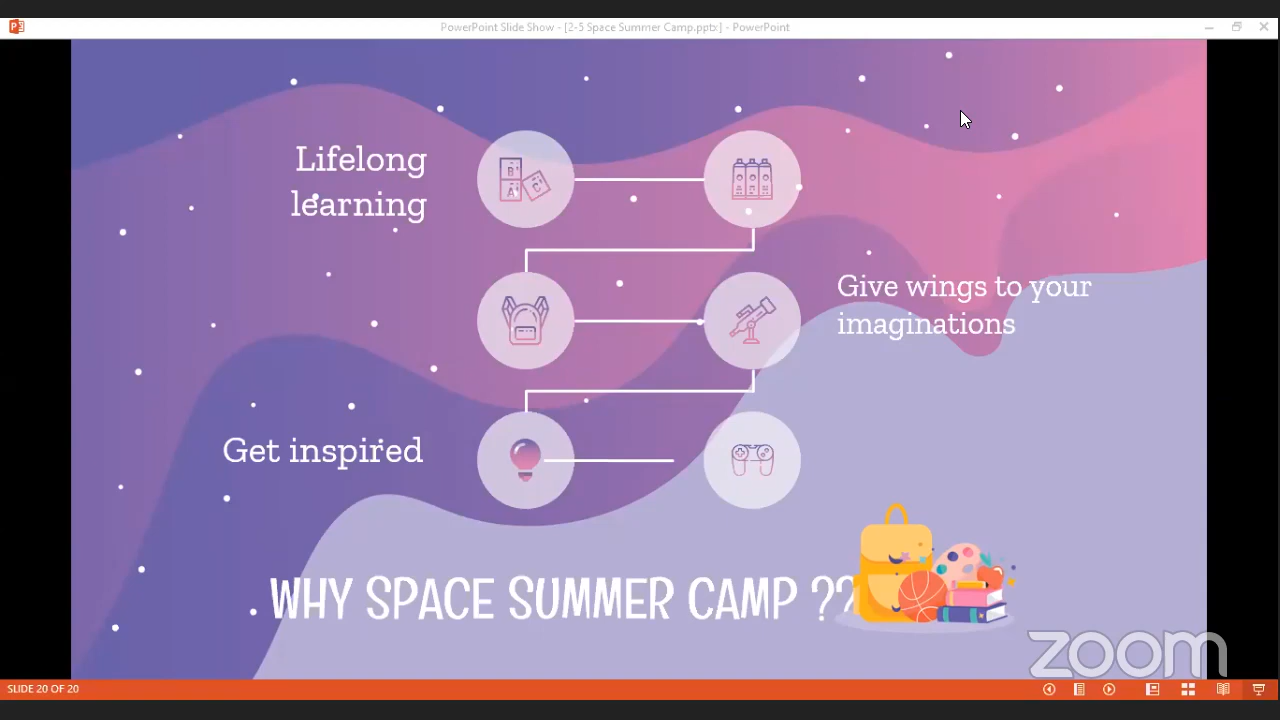 PowerPoint Slide Show - [2-5 Space Summer Camp.pptx] - PowerPoint
Lifelong
learning
Give wings to your
imaginations
Get inspired
WHY SPACE SUMMER CAMP ??
zoom
SLIDE 20 OF 20